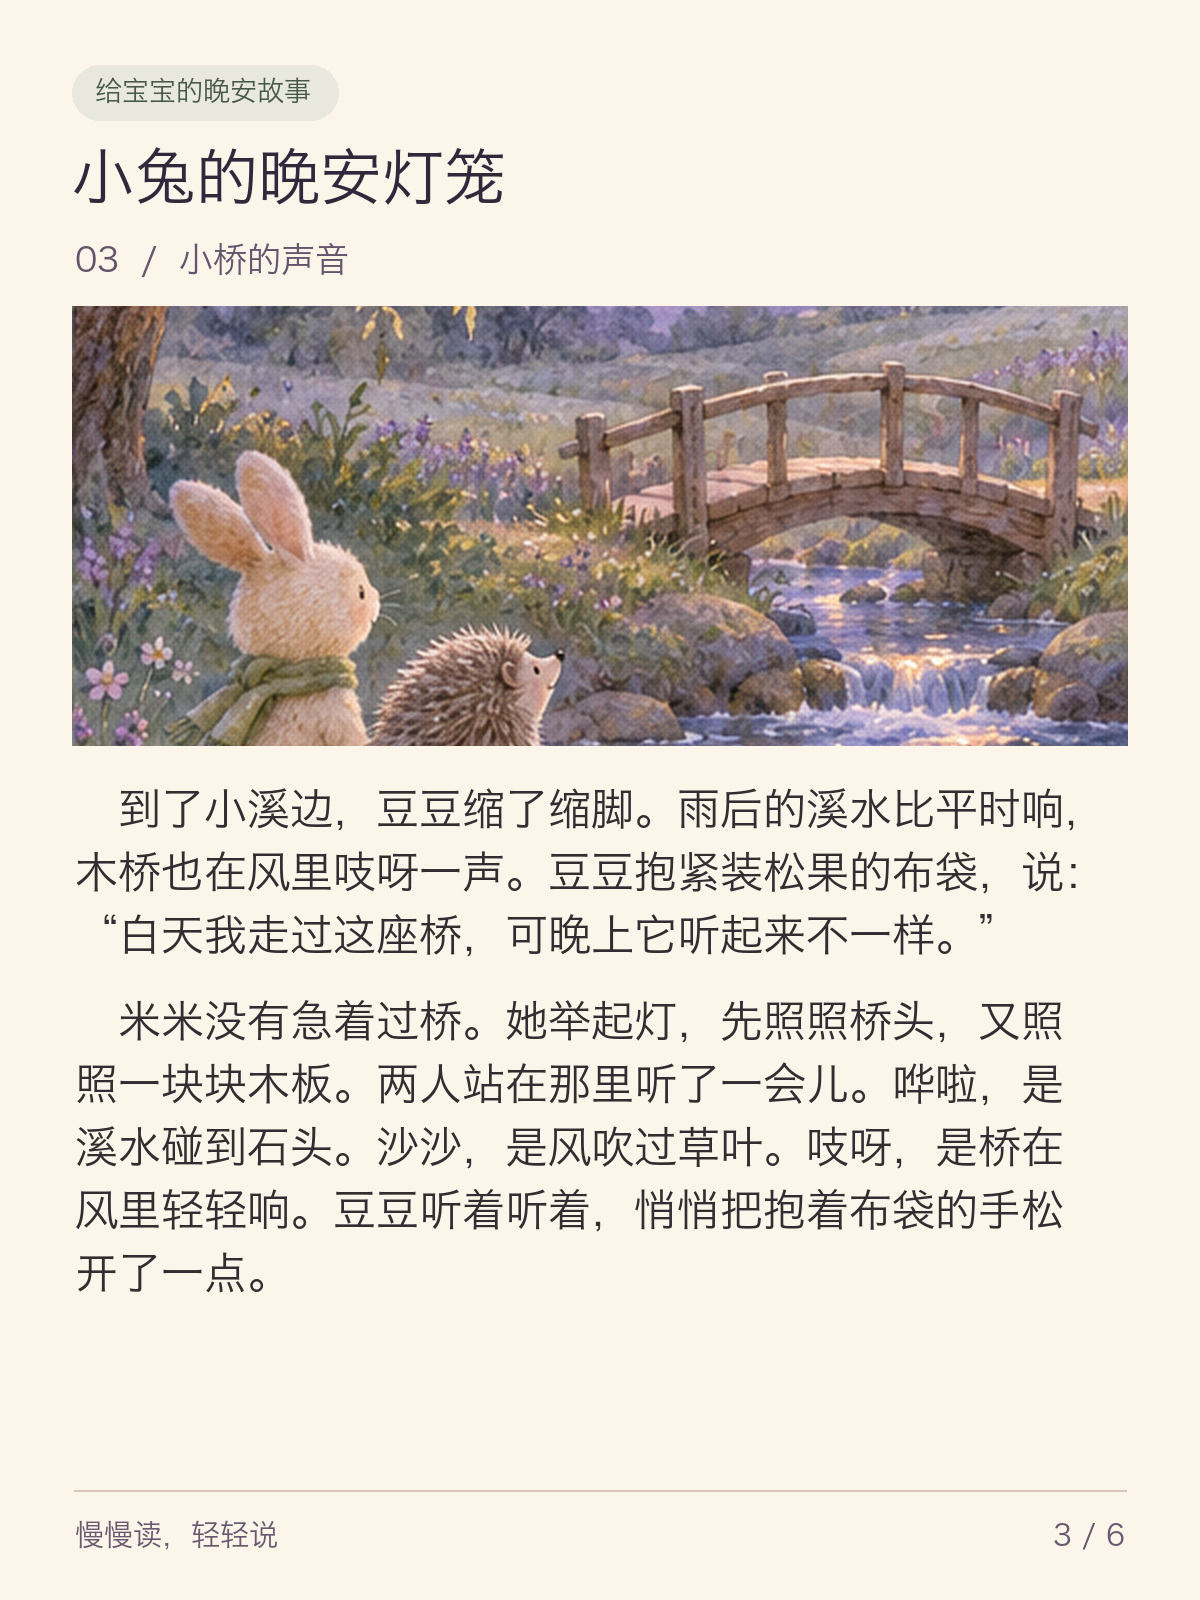 给宝宝的晚安故事
小兔的晚安灯笼
03 / 小桥的声音
到了小溪边，豆豆缩了缩脚。雨后的溪水比平时响，
木桥也在风里吱呀一声。豆豆抱紧装松果的布袋，说：
“白天我走过这座桥，可晚上它听起来不一样。”
米米没有急着过桥。她举起灯，先照照桥头，又照
照一块块木板。两人站在那里听了一会儿。哗啦，是
溪水碰到石头。沙沙，是风吹过草叶。吱呀，是桥在
风里轻轻响。豆豆听着听着，悄悄把抱着布袋的手松
开了一点。
慢慢读，轻轻说
3 / 6